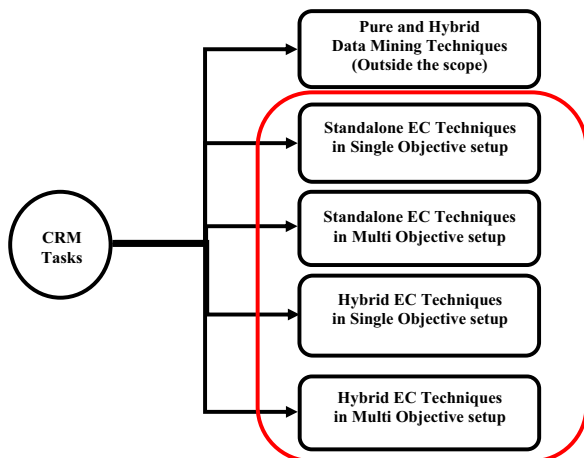 Pure and Hybrid
Data Mining Techniques
(Outside the scope)
Standalone EC Techniques
in Single Objective setup
Standalone EC Techniques
in Multi Objective setup
CRM
Tasks
Hybrid EC Techniques
in Single Objective setup
Hybrid EC Techniques
in Multi Objective setup